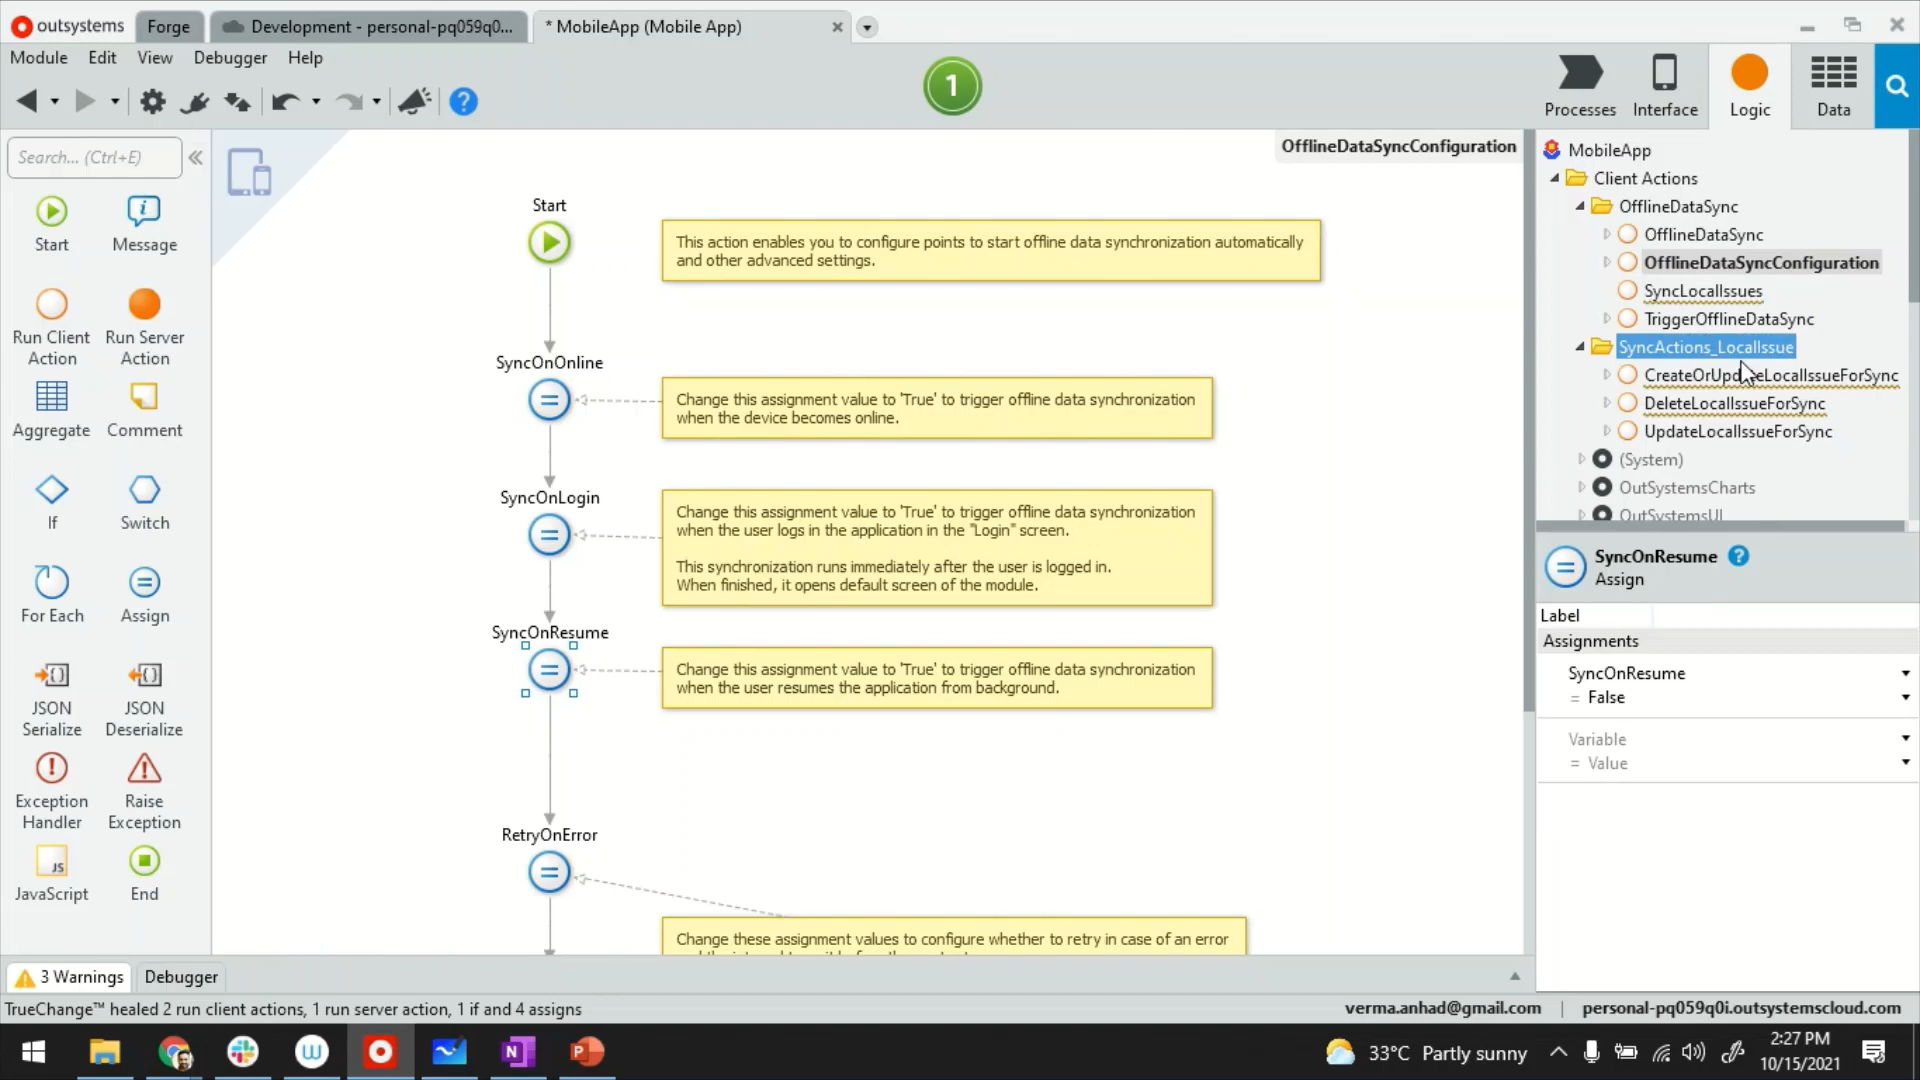 outsystems
Forge
Development - personal-pq059q0...
* MobileApp (Mobile App)
Module Edit View Debugger Help
1
Processes
Interface
Logic
Data
Search... (Ctrl+E)
Start
Message
Run Client Action
Run Server Action
Aggregate
Comment
If
Switch
For Each
Assign
JSON Serialize
JSON Deserialize
Exception Handler
Raise Exception
JS
JavaScript
End
OfflineDataSyncConfiguration
Start
This action enables you to configure points to start offline data synchronization automatically
and other advanced settings.
SyncOnOnline
Change this assignment value to 'True' to trigger offline data synchronization
when the device becomes online.
SyncOnLogin
Change this assignment value to 'True' to trigger offline data synchronization
when the user logs in the application in the "Login" screen.
This synchronization runs immediately after the user is logged in.
When finished, it opens default screen of the module.
SyncOnResume
Change this assignment value to 'True' to trigger offline data synchronization
when the user resumes the application from background.
RetryOnError
Change these assignment values to configure whether to retry in case of an error
MobileApp
Client Actions
OfflineDataSync
OfflineDataSync
OfflineDataSyncConfiguration
SyncLocalIssues
TriggerOfflineDataSync
SyncActions_LocalIssue
CreateOrUpdateLocalIssueForSync
DeleteLocalIssueForSync
UpdateLocalIssueForSync
(System)
OutSystemsCharts
OutSystemsUI
SyncOnResume
Assign
Label
Assignments
SyncOnResume
= False
Variable
= Value
3 Warnings
Debugger
TrueChange™ healed 2 run client actions, 1 run server action, 1 if and 4 assigns
verma.anhad@gmail.com | personal-pq059q0i.outsystemscloud.com
33°C Partly sunny
2:27 PM
10/15/2021